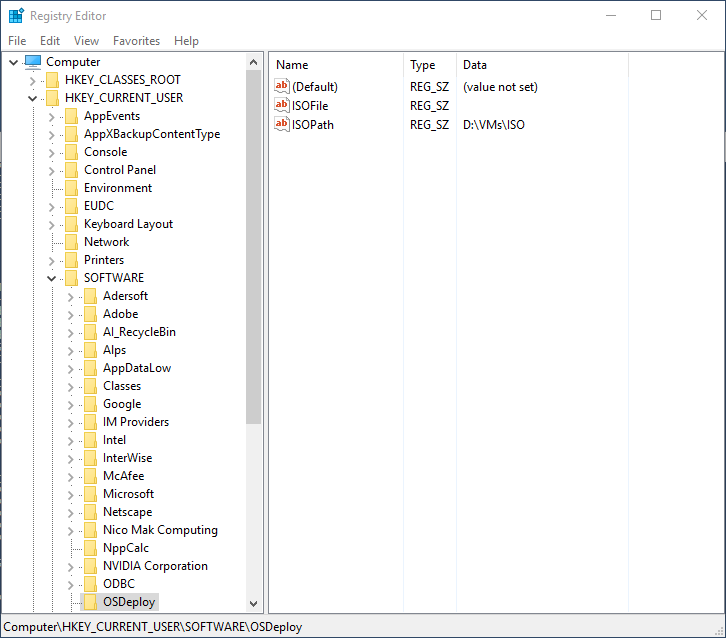 Registry Editor
File Edit View Favorites Help
Computer
HKEY_CLASSES_ROOT
HKEY_CURRENT_USER
AppEvents
AppXBackupContentType
Console
Control Panel
Environment
EUDC
Keyboard Layout
Network
Printers
SOFTWARE
Adersoft
Adobe
AI_RecycleBin
Alps
AppDataLow
Classes
Google
IM Providers
Intel
InterWise
McAfee
Microsoft
Netscape
Nico Mak Computing
NppCalc
NVIDIA Corporation
ODBC
OSDeploy
Name Type Data
ab (Default) REG_SZ (value not set)
ab ISOFile REG_SZ
ab ISOPath REG_SZ D:\VMs\ISO
Computer\HKEY_CURRENT_USER\SOFTWARE\OSDeploy